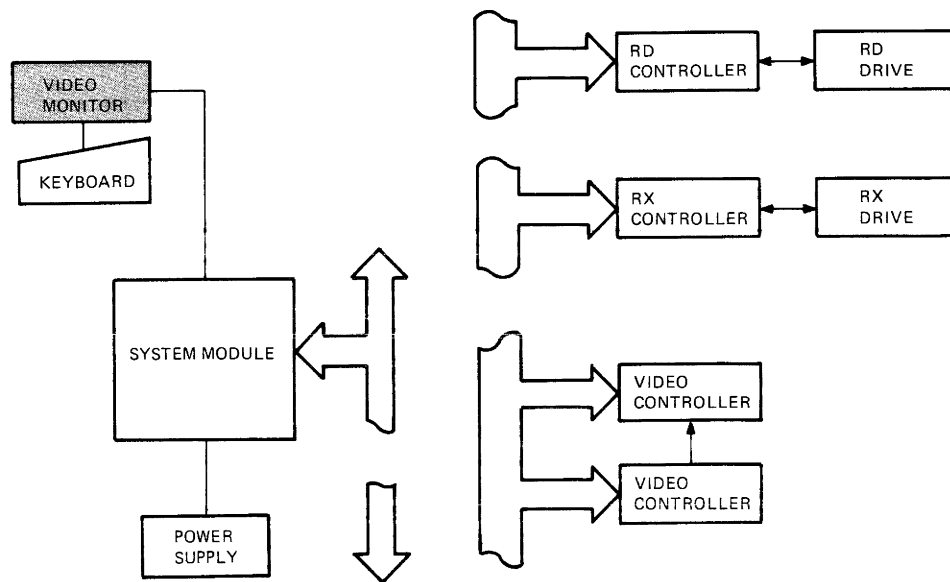 VIDEO
MONITOR
KEYBOARD
SYSTEM MODULE
POWER
SUPPLY
RD
CONTROLLER
RD
DRIVE
RX
CONTROLLER
RX
DRIVE
VIDEO
CONTROLLER
VIDEO
CONTROLLER